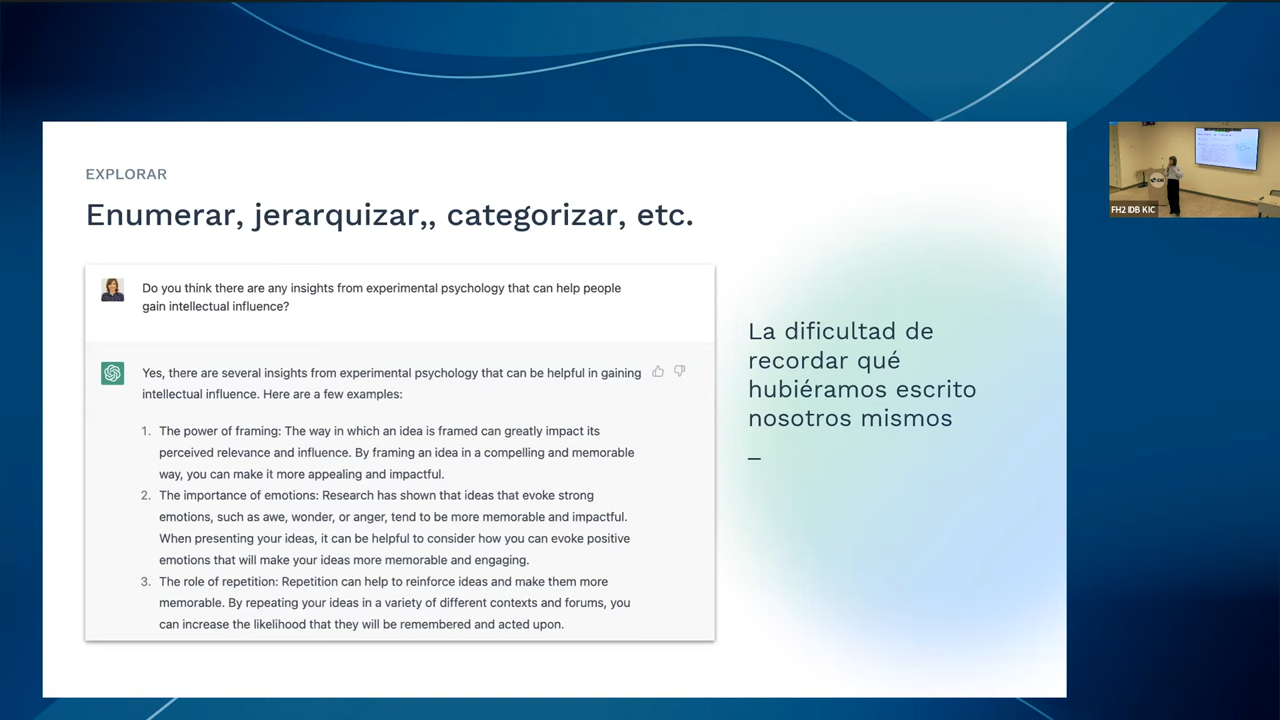 EXPLORAR
Enumerar, jerarquizar,, categorizar, etc.
Do you think there are any insights from experimental psychology that can help people
gain intellectual influence?
Yes, there are several insights from experimental psychology that can be helpful in gaining
intellectual influence. Here are a few examples:
1. The power of framing: The way in which an idea is framed can greatly impact its
perceived relevance and influence. By framing an idea in a compelling and memorable
way, you can make it more appealing and impactful.
2. The importance of emotions: Research has shown that ideas that evoke strong
emotions, such as awe, wonder, or anger, tend to be more memorable and impactful.
When presenting your ideas, it can be helpful to consider how you can evoke positive
emotions that will make your ideas more memorable and engaging.
3. The role of repetition: Repetition can help to reinforce ideas and make them more
memorable. By repeating your ideas in a variety of different contexts and forums, you
can increase the likelihood that they will be remembered and acted upon.
La dificultad de
recordar qué
hubiéramos escrito
nosotros mismos
–
IDB
FH2 IDB KIC